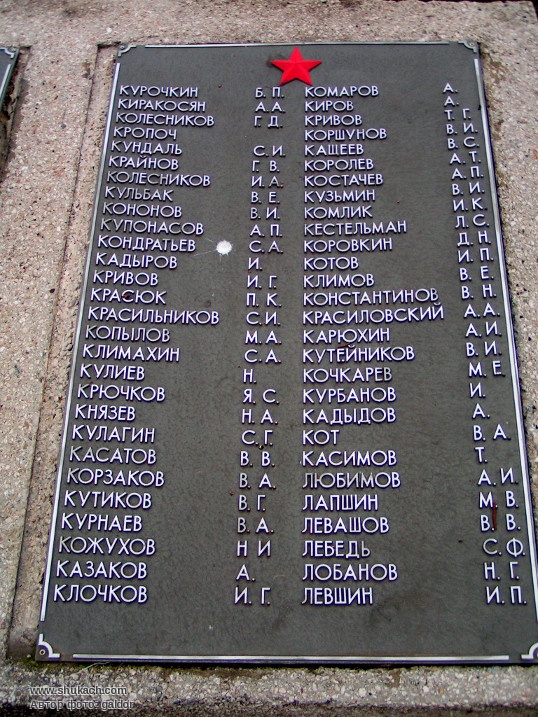 КУРОЧКИН Б. П.
КИРАКОСЯН А. А.
КОЛЕСНИКОВ Г. Д.
КРОПОЧ
КУНДАЛЬ С. И.
КРАЙНОВ Г. В.
КОЛЕСНИКОВ И. А.
КУЛЬБАК В. Е.
КОНОНОВ В. И.
КУПОНАСОВ А. П.
КОНДРАТЬЕВ С. А.
КАДЫРОВ И.
КРИВОВ И. Г.
КРАСЮК П. К.
КРАСИЛЬНИКОВ С. И.
КОПЫЛОВ М. А.
КЛИМАХИН С. А.
КУЛИЕВ Н.
КРЮЧКОВ Я. С.
КНЯЗЕВ Н. А.
КУЛАГИН С. Г.
КАСАТОВ В. В.
КОРЗАКОВ В. А.
КУТИКОВ В. Г.
КУРНАЕВ В. А.
КОЖУХОВ Н И
КАЗАКОВ А.
КЛОЧКОВ И. Г.
КОМАРОВ А.
КИРОВ А.
КРИВОВ Т. Г.
КОРШУНОВ В. И.
КАШЕЕВ В. С.
КОРОЛЕВ А. Т.
КОСТАЧЕВ А. П.
КУЗЬМИН В. И.
КОМЛИК И. К.
КЕСТЕЛЬМАН Л. С.
КОРОВКИН Д. Н.
КОТОВ И. П.
КЛИМОВ В. Е.
КОНСТАНТИНОВ В. Н.
КРАСИЛОВСКИЙ А. А.
КАРЮХИН А. И.
КУТЕЙНИКОВ В. И.
КОЧКАРЕВ М. Е.
КУРБАНОВ И.
КАДЫДОВ А.
КОТ В. А.
КАСИМОВ Т.
ЛЮБИМОВ А. И.
ЛАПШИН М. В.
ЛЕВАШОВ В. В.
ЛЕБЕДЬ С. Ф.
ЛОБАНОВ Н. Г.
ЛЕВШИН И. П.
www.shukach.com
Автор фото: galdor